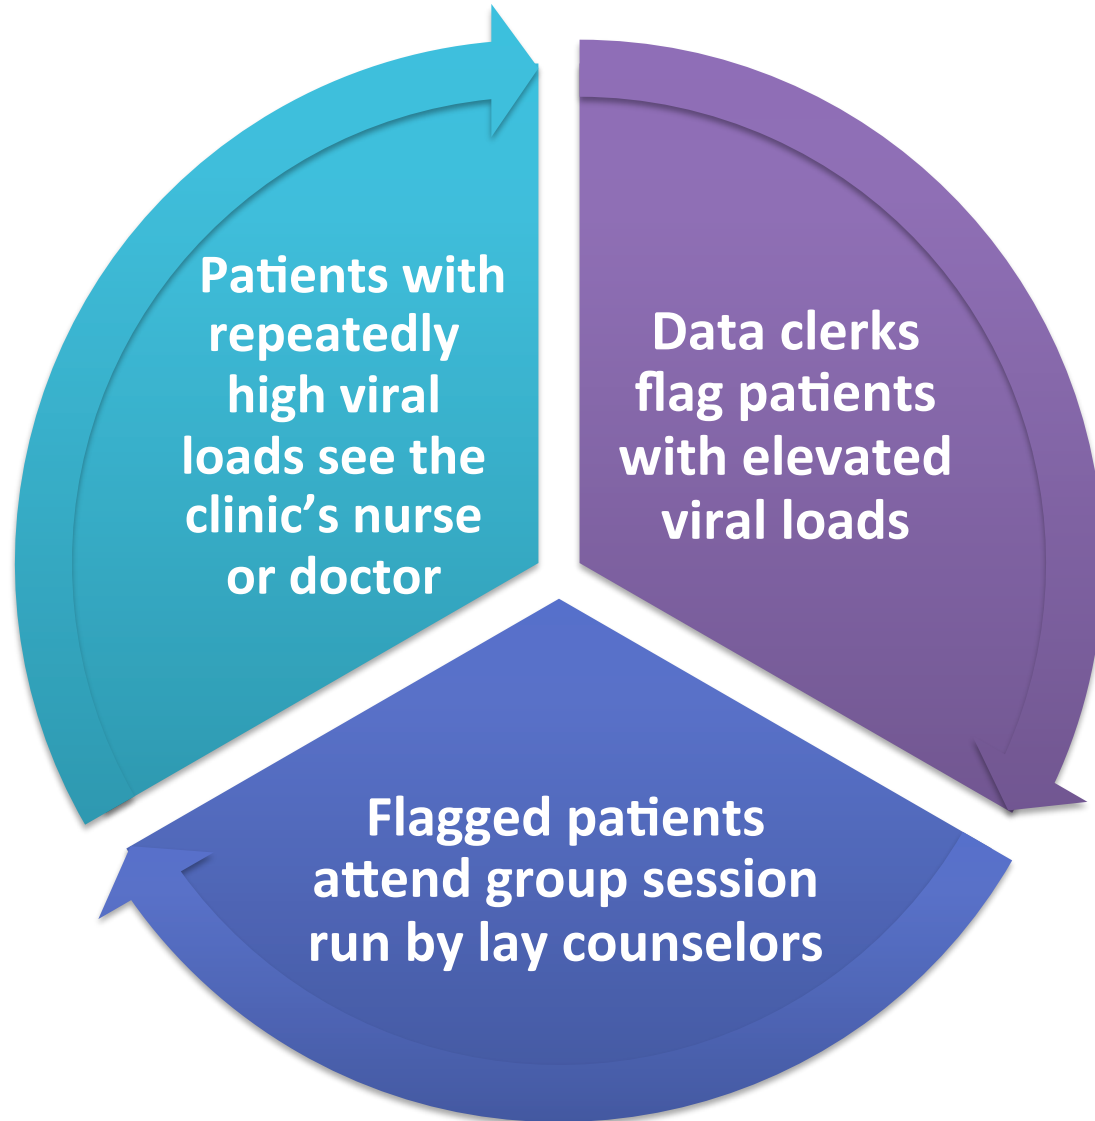 Patients with
repeatedly
high viral
loads see the
clinic’s nurse
or doctor
Data clerks
flag patients
with elevated
viral loads
Flagged patients
attend group session
run by lay counselors